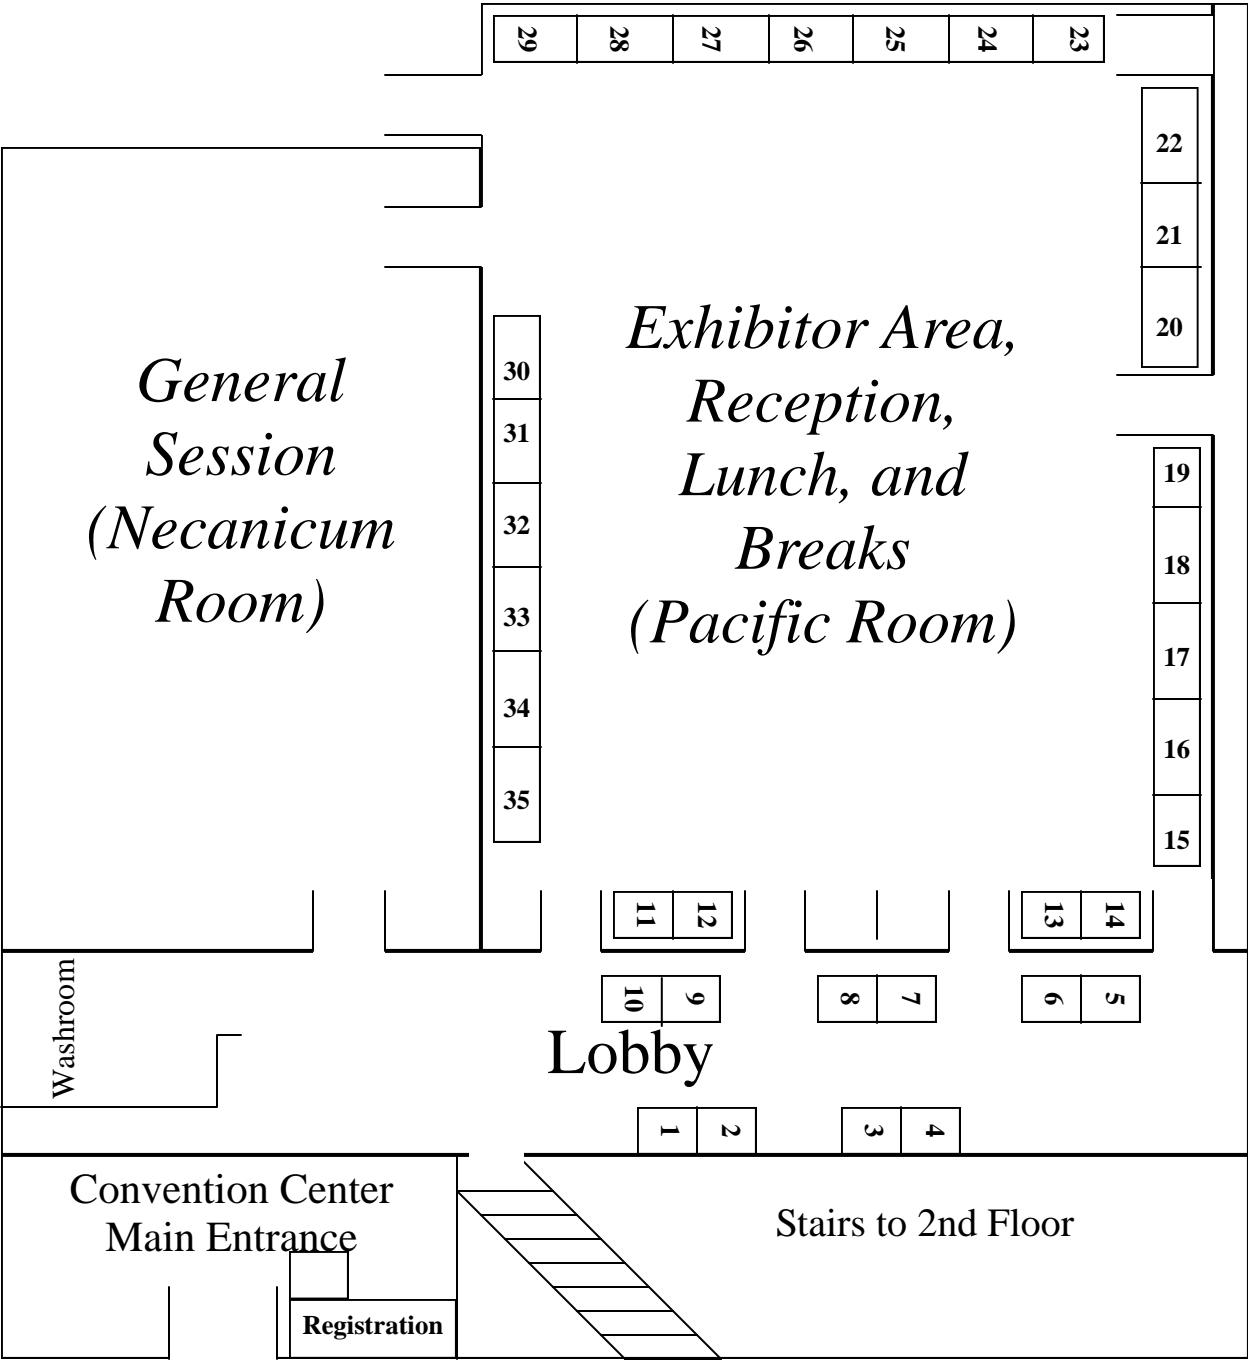 29 28 27 26 25 24 23
22
21
20
General
Session
(Necanicum
Room)
30
31
32
33
34
35
Exhibitor Area,
Reception,
Lunch, and
Breaks
(Pacific Room)
19
18
17
16
15
11 12
13 14
Washroom
10 9
8 7
6 5
Lobby
1 2
3 4
Convention Center
Main Entrance
Registration
Stairs to 2nd Floor